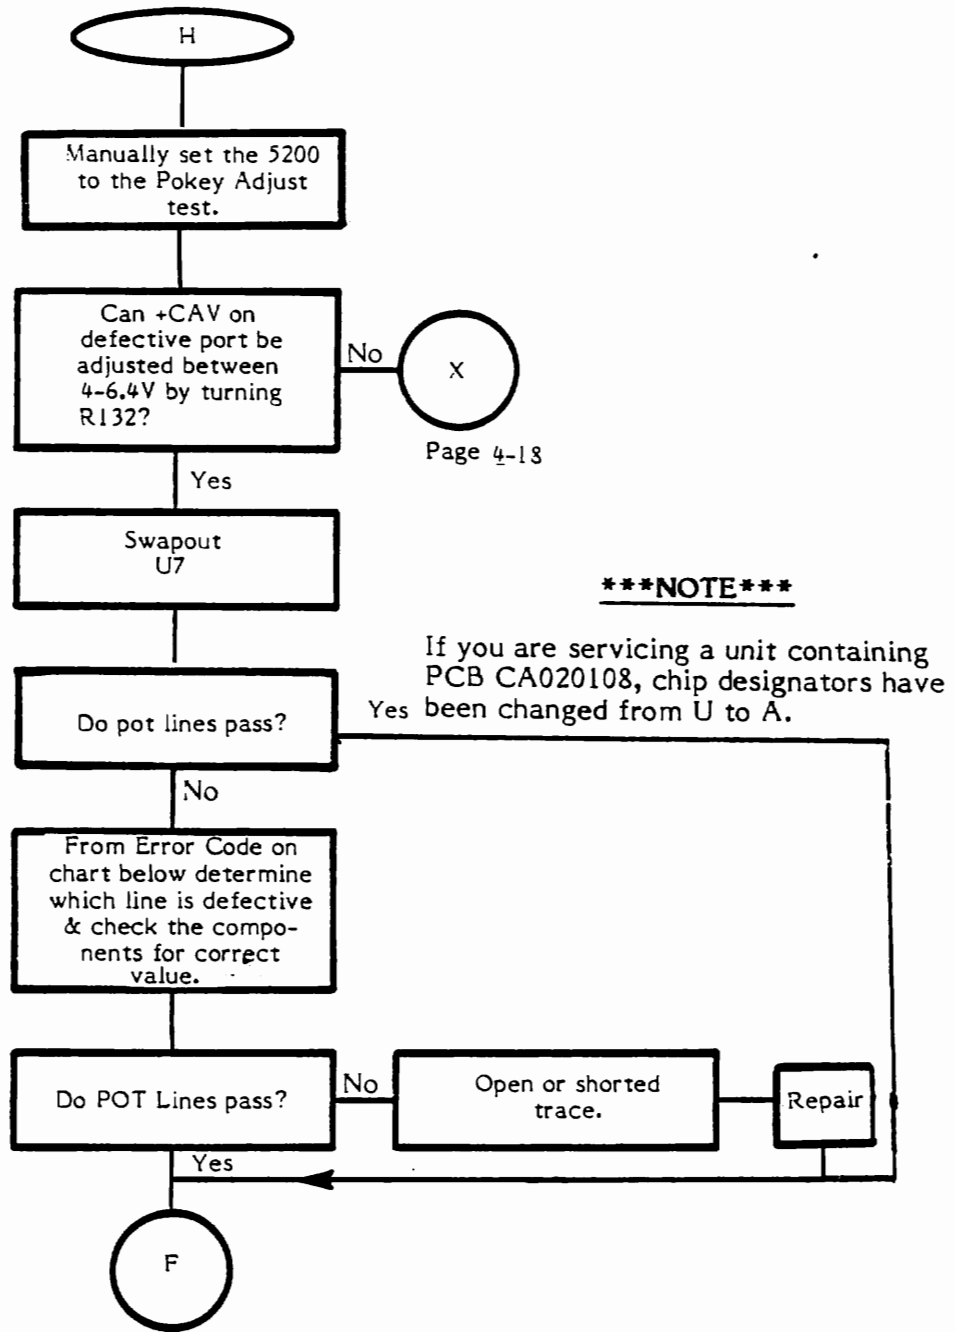 H
Manually set the 5200
to the Pokey Adjust
test.
Can +CAV on
defective port be
adjusted between
4-6.4V by turning
R132?
No
X
Page 4-18
Yes
Swapout
U7
***NOTE***
If you are servicing a unit containing
PCB CA020108, chip designators have
been changed from U to A.
Do pot lines pass?
Yes
No
From Error Code on
chart below determine
which line is defective
& check the compo-
nents for correct
value.
Do POT Lines pass?
No
Open or shorted
trace.
Repair
Yes
F